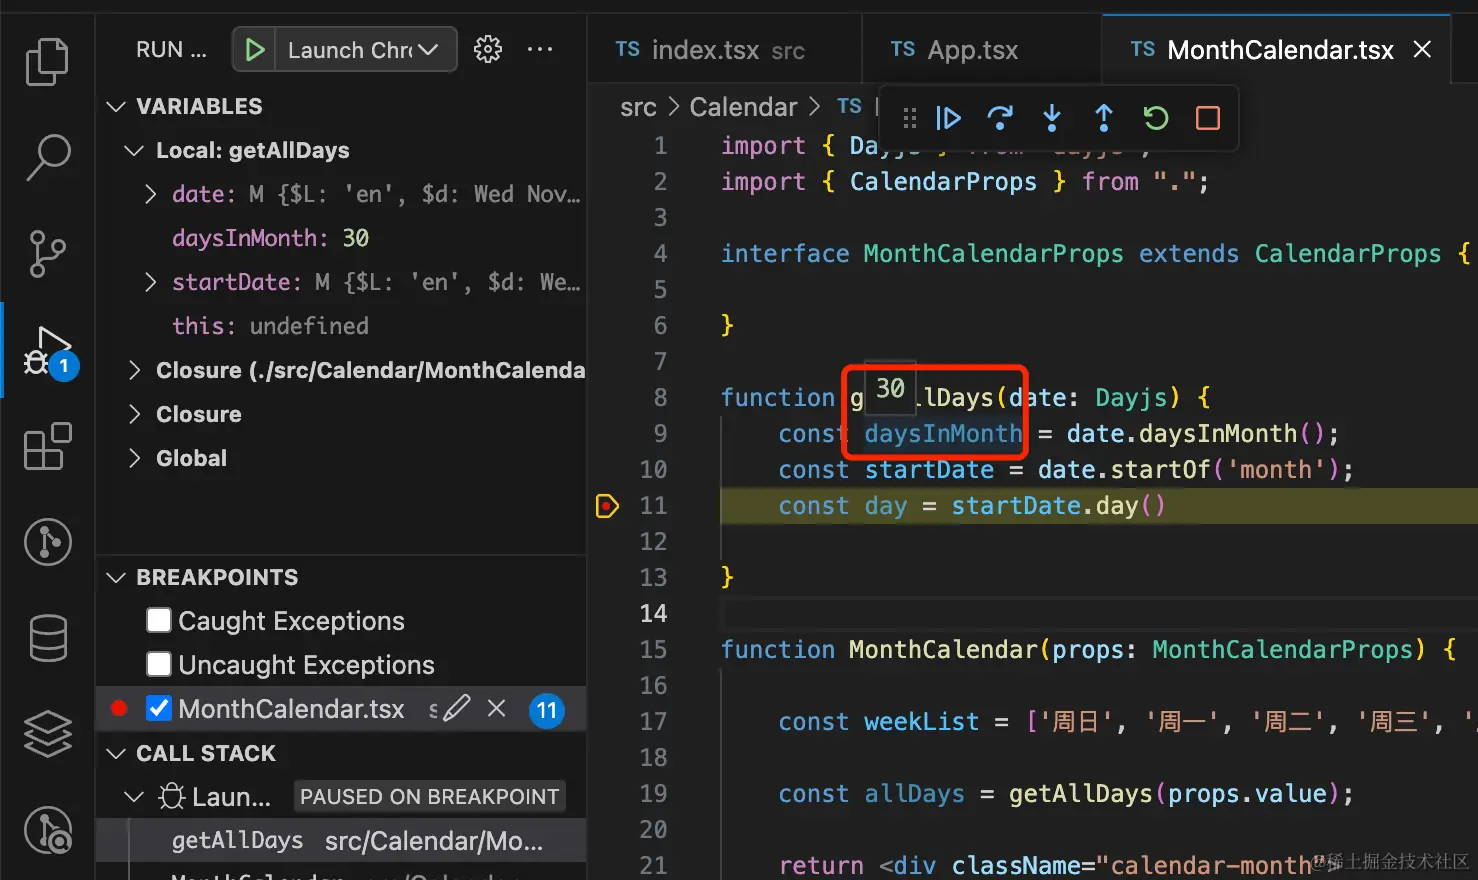 RUN ...
Launch Chr
VARIABLES
Local: getAllDays
date: M {$L: 'en', $d: Wed Nov…
daysInMonth: 30
startDate: M {$L: 'en', $d: We…
this: undefined
Closure (./src/Calendar/MonthCalenda
Closure
Global
1
BREAKPOINTS
Caught Exceptions
Uncaught Exceptions
MonthCalendar.tsx s
11
CALL STACK
Laun... PAUSED ON BREAKPOINT
getAllDays src/Calendar/Mo...
TS index.tsx src
TS App.tsx
TS MonthCalendar.tsx
src > Calendar > TS
1 import { Dayjs } from
2 import { CalendarProps } from ".";
3
4 interface MonthCalendarProps extends CalendarProps {
5
6 }
7
30
8 function g llDays(date: Dayjs) {
9 const daysInMonth = date.daysInMonth();
10 const startDate = date.startOf('month');
11 const day = startDate.day()
12
13 }
14
15 function MonthCalendar(props: MonthCalendarProps) {
16
17 const weekList = ['周日', '周一', '周二', '周三', '
18
19 const allDays = getAllDays(props.value);
20
21 return <div className="calendar-month">
@稀土掘金技术社区